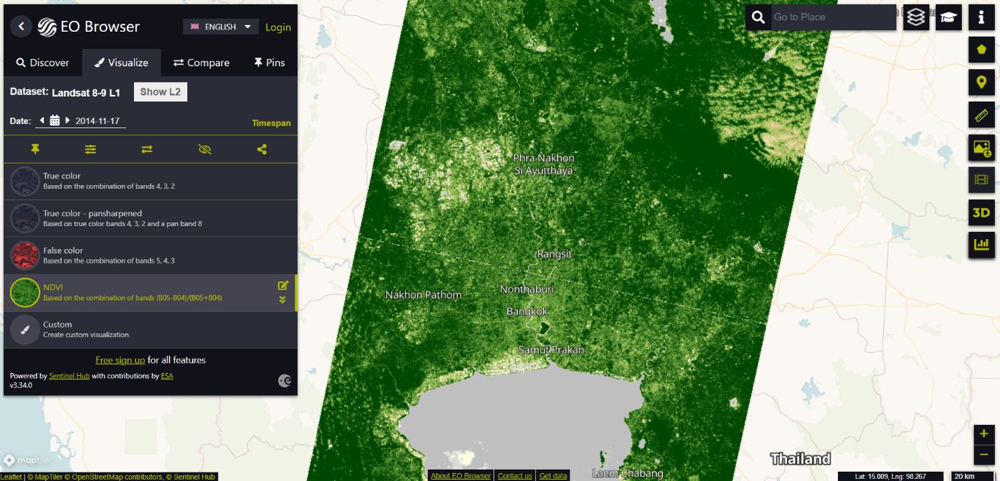 EO Browser
ENGLISH
Login
Go to Place
Discover
Visualize
Compare
Pins
Dataset: Landsat 8-9 L1
Show L2
Date: 2014-11-17
Timespan
True color
Based on the combination of bands 4, 3, 2
True color - pansharpened
Based on true color bands 4, 3, 2 and a pan band 8
False color
Based on the combination of bands 5, 4, 3
NDVI
Based on the combination of bands (B05-B04)/(B05+B04)
Custom
Create custom visualization
Free sign up for all features
Powered by Sentinel Hub with contributions by ESA
v3.34.0
Phra Nakhon
Si Ayutthaya
Rangsit
Nonthaburi
Nakhon Pathom
Bangkok
Samut Prakan
Laem Chabang
Thailand
3D
+
−
maptiler
Leaflet | © MapTiler © OpenStreetMap contributors, © Sentinel Hub
About EO Browser
Contact us
Get data
Lat: 15.009, Lng: 98.267
20 km